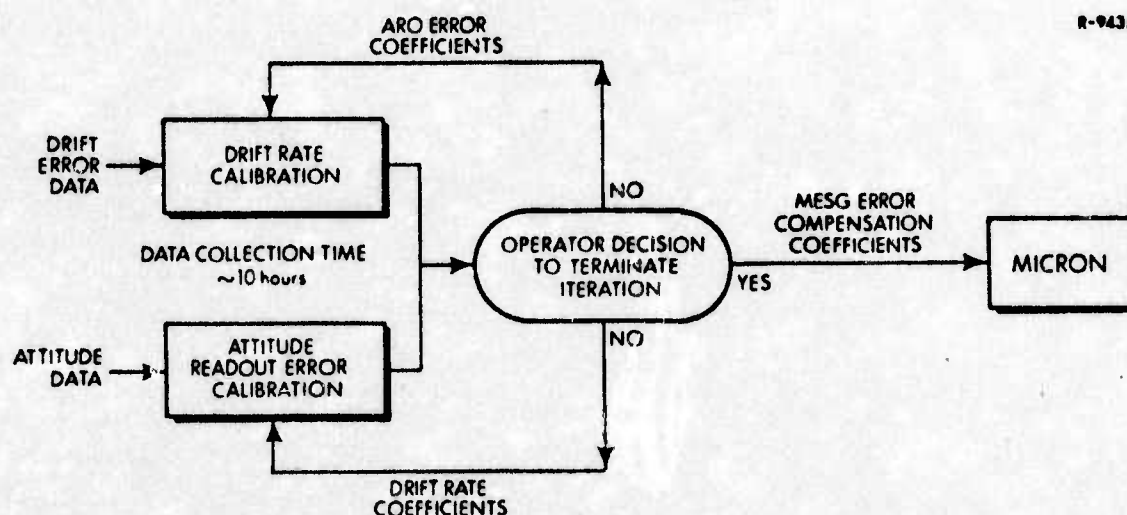 R-943
ARO ERROR
COEFFICIENTS
DRIFT
ERROR
DATA
DRIFT RATE
CALIBRATION
NO
DATA COLLECTION TIME
~10 hours
OPERATOR DECISION
TO TERMINATE
ITERATION
YES
MESG ERROR
COMPENSATION
COEFFICIENTS
MICRON
NO
ATTITUDE
DATA
ATTITUDE
READOUT ERROR
CALIBRATION
DRIFT RATE
COEFFICIENTS